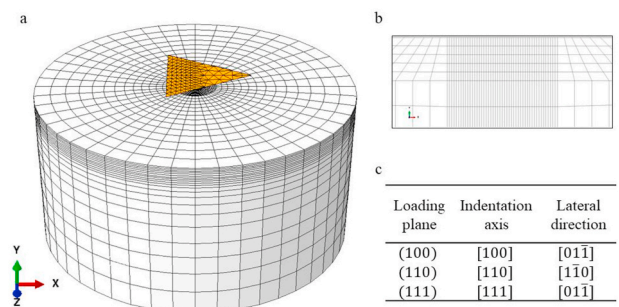 a
b
Y
X
Z
c
Loading plane Indentation axis Lateral direction
(100) [100] [011̅]
(110) [110] [11̅0]
(111) [111] [011̅]